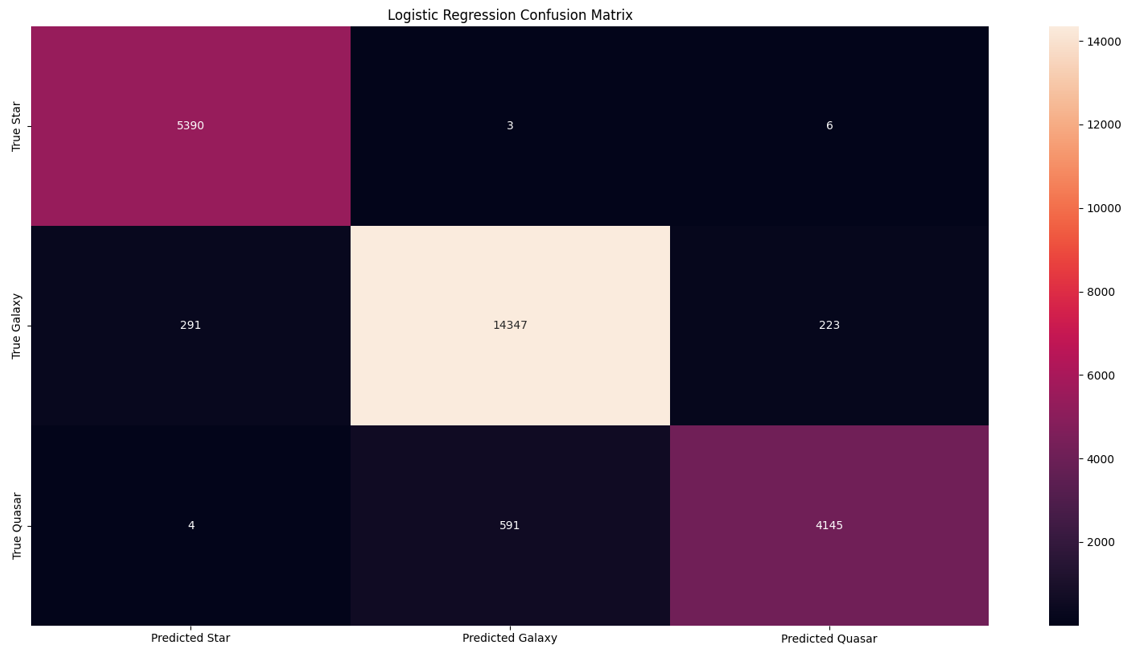 Logistic Regression Confusion Matrix
True Star
5390
3
6
True Galaxy
291
14347
223
True Quasar
4
591
4145
Predicted Star
Predicted Galaxy
Predicted Quasar
14000
12000
10000
8000
6000
4000
2000